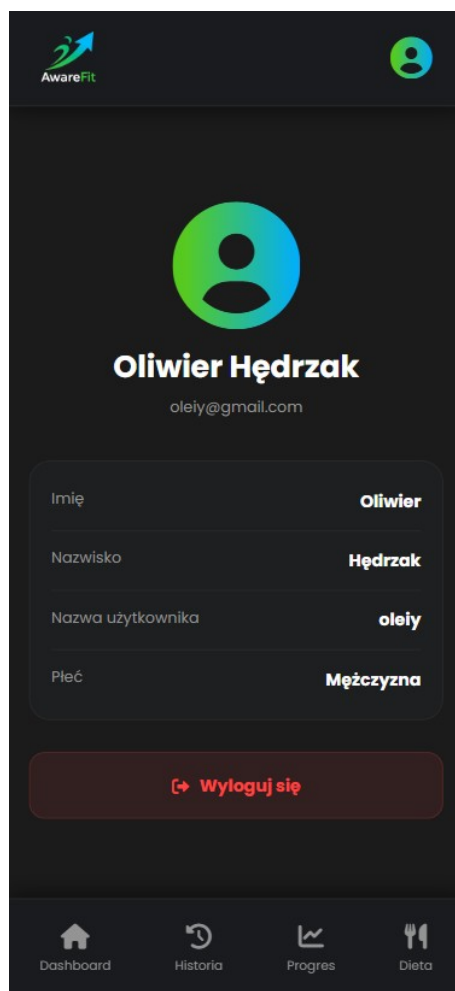 AwareFit
Oliwier Hędrzak
oleiy@gmail.com
Imię Oliwier
Nazwisko Hędrzak
Nazwa użytkownika oleiy
Płeć Mężczyzna
Wyloguj się
Dashboard Historia Progres Dieta